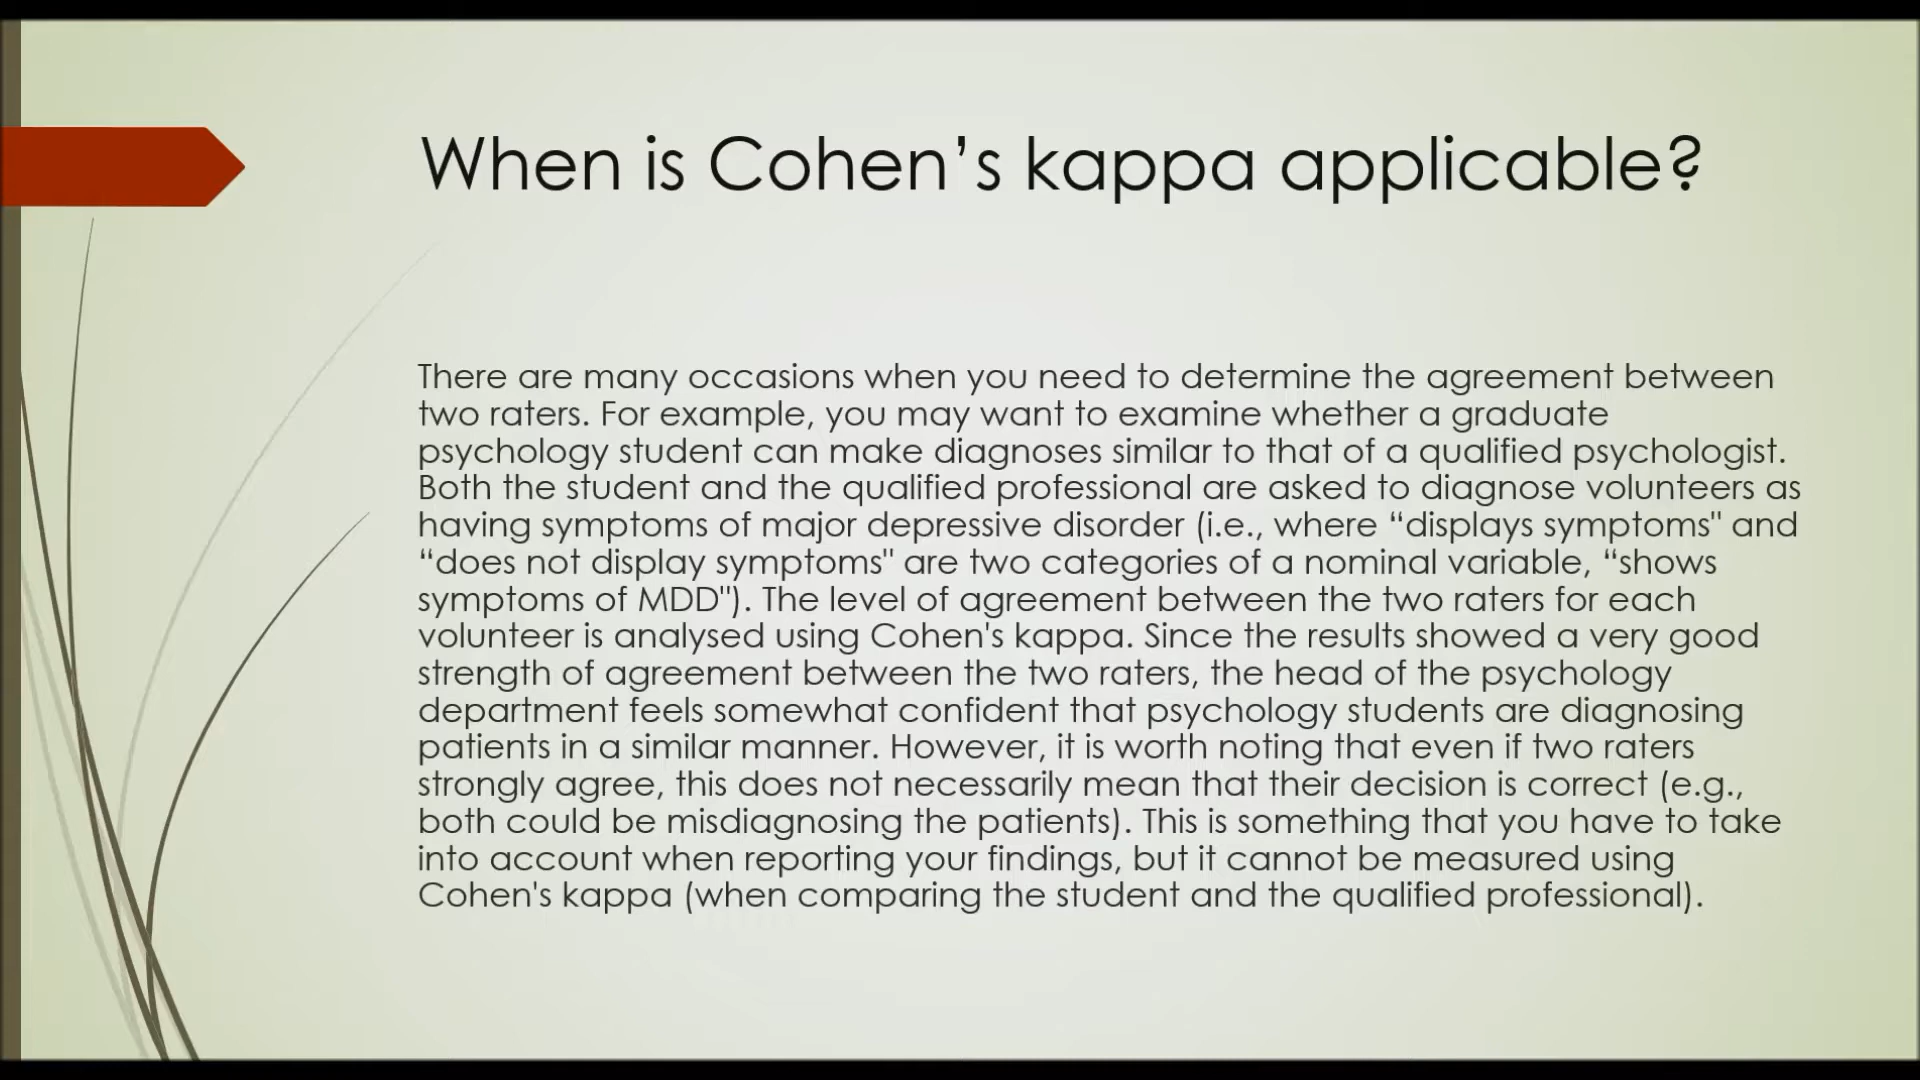 When is Cohen’s kappa applicable?
There are many occasions when you need to determine the agreement between
two raters. For example, you may want to examine whether a graduate
psychology student can make diagnoses similar to that of a qualified psychologist.
Both the student and the qualified professional are asked to diagnose volunteers as
having symptoms of major depressive disorder (i.e., where “displays symptoms" and
“does not display symptoms" are two categories of a nominal variable, “shows
symptoms of MDD"). The level of agreement between the two raters for each
volunteer is analysed using Cohen's kappa. Since the results showed a very good
strength of agreement between the two raters, the head of the psychology
department feels somewhat confident that psychology students are diagnosing
patients in a similar manner. However, it is worth noting that even if two raters
strongly agree, this does not necessarily mean that their decision is correct (e.g.,
both could be misdiagnosing the patients). This is something that you have to take
into account when reporting your findings, but it cannot be measured using
Cohen's kappa (when comparing the student and the qualified professional).